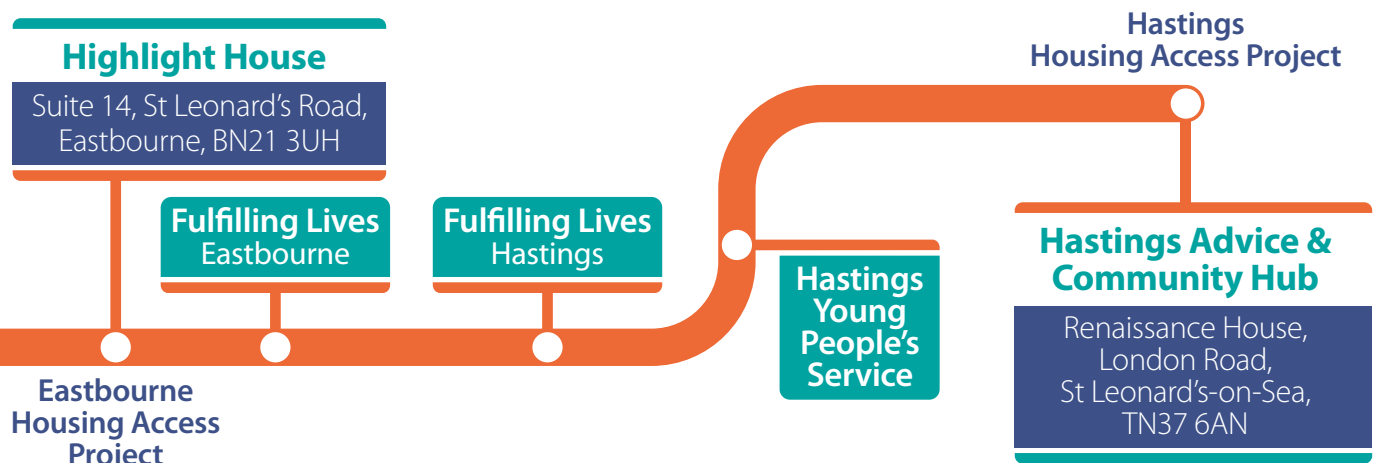 Highlight House
Suite 14, St Leonard’s Road,
Eastbourne, BN21 3UH
Fulfilling Lives
Eastbourne
Fulfilling Lives
Hastings
Eastbourne
Housing Access
Project
Hastings
Young
People’s
Service
Hastings
Housing Access Project
Hastings Advice &
Community Hub
Renaissance House,
London Road,
St Leonard’s-on-Sea,
TN37 6AN